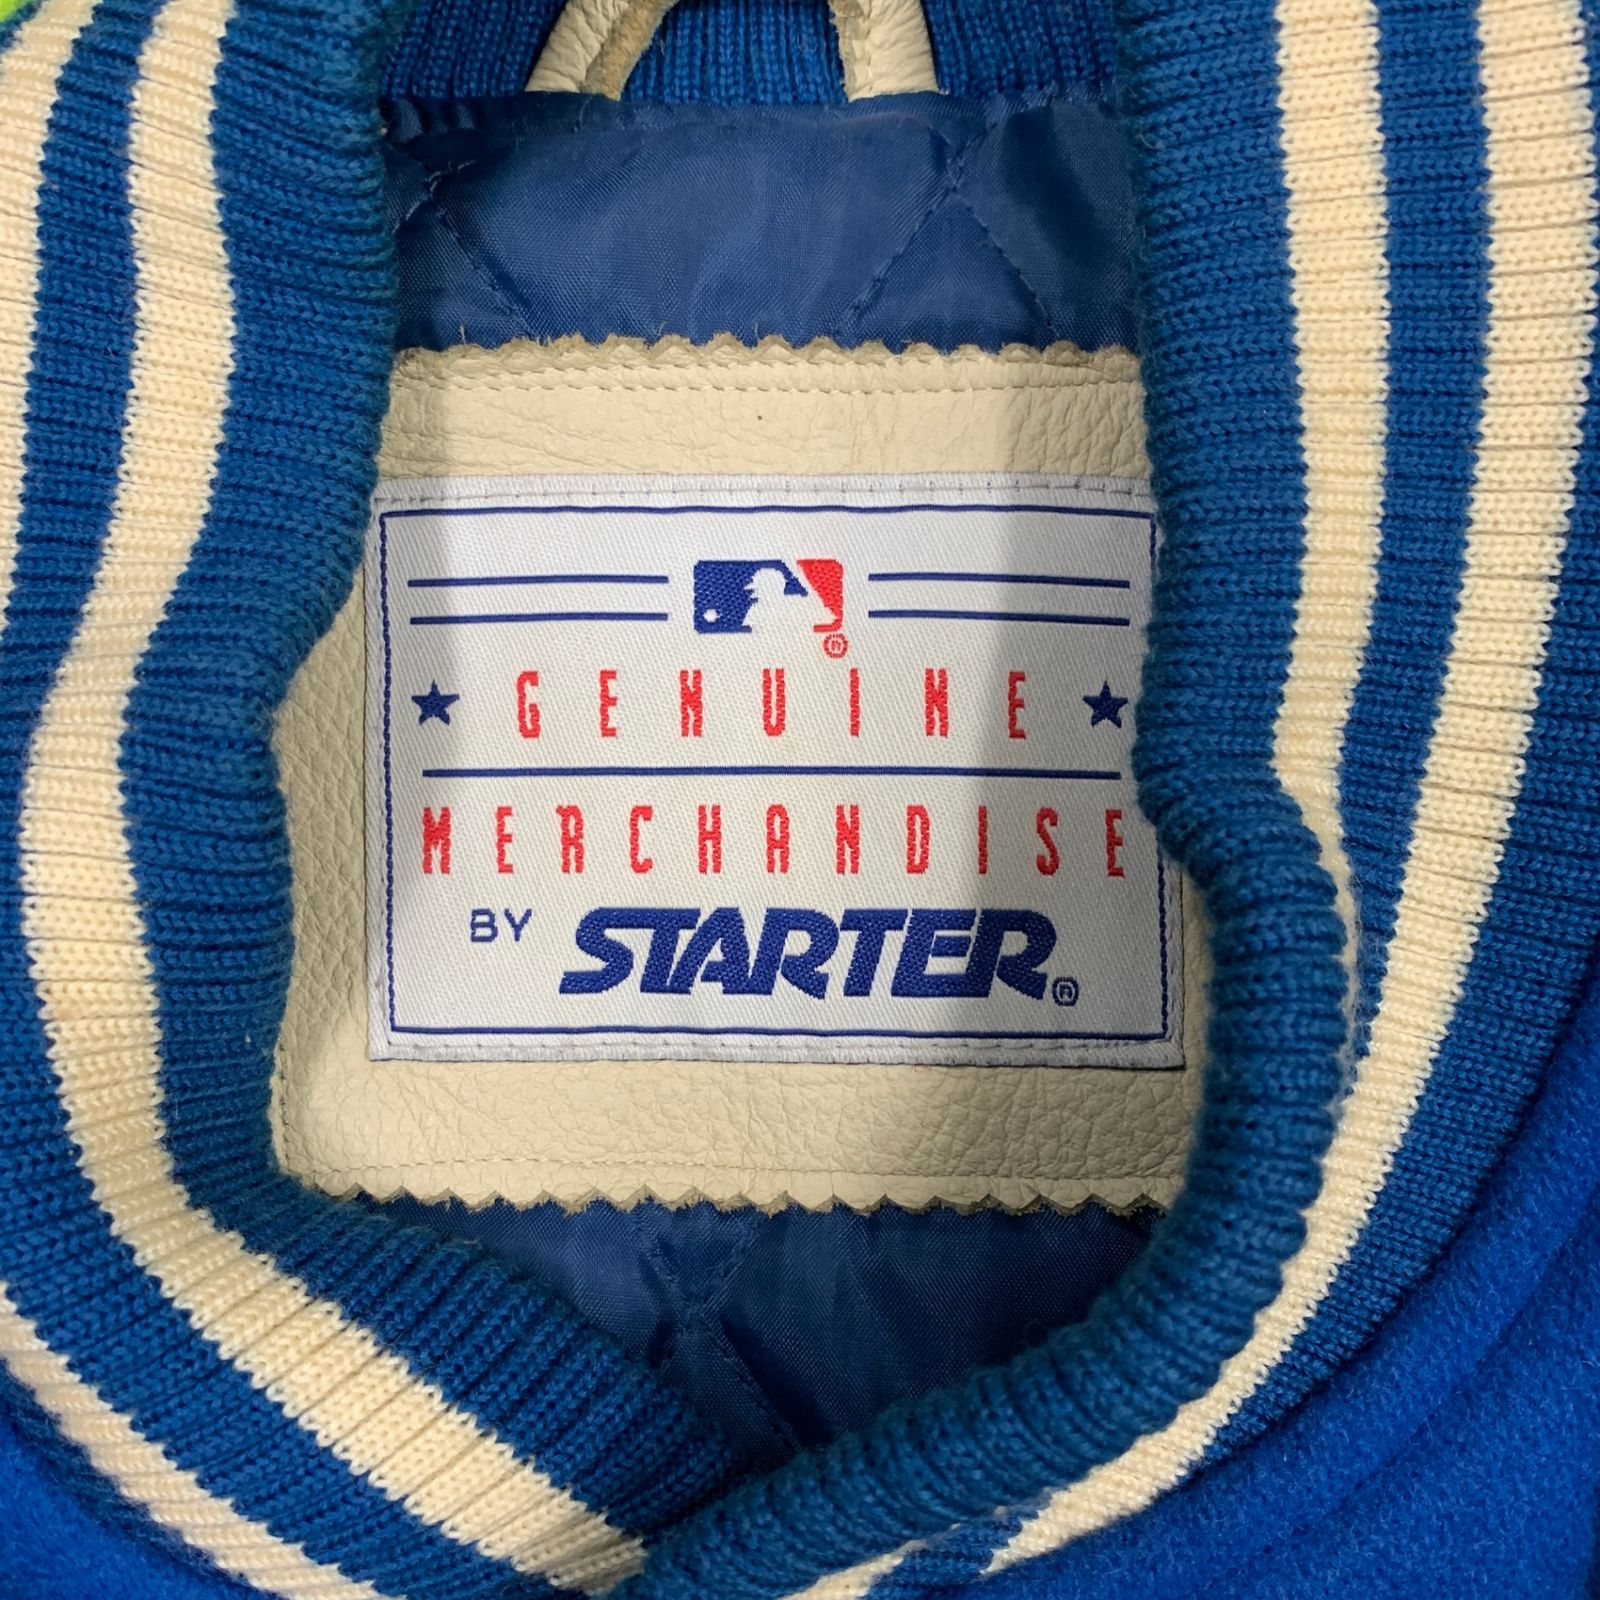 ®
GENUINE
MERCHANDISE
BY STARTER®